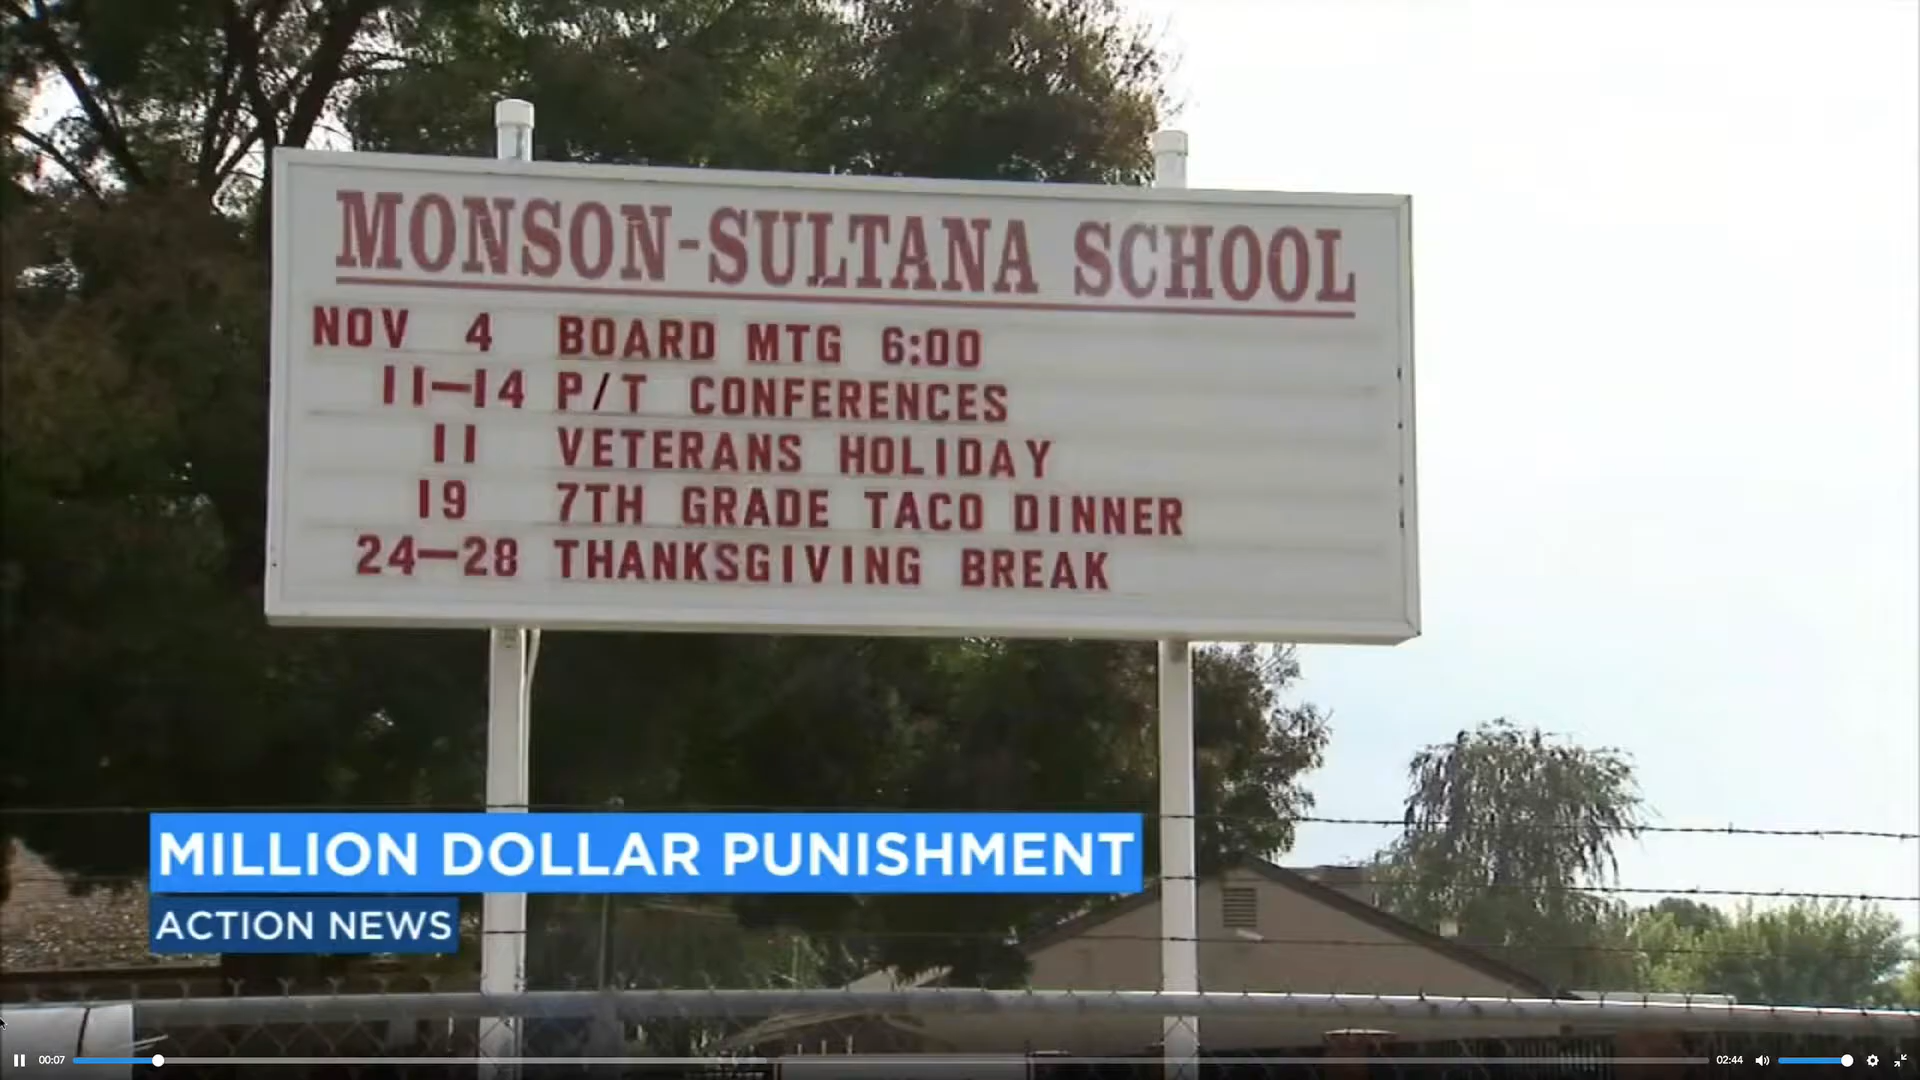 MONSON-SULTANA SCHOOL
NOV 4 BOARD MTG 6:00
11-14 P/T CONFERENCES
11 VETERANS HOLIDAY
19 7TH GRADE TACO DINNER
24-28 THANKSGIVING BREAK
MILLION DOLLAR PUNISHMENT
ACTION NEWS
00:07 02:44